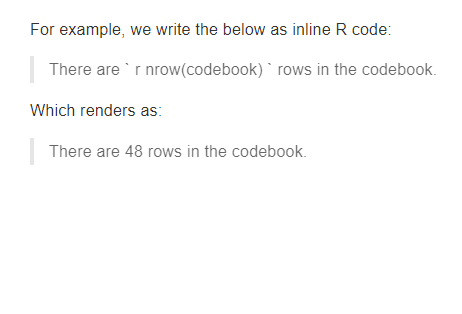 For example, we write the below as inline R code:
There are ` r nrow(codebook) ` rows in the codebook.
Which renders as:
There are 48 rows in the codebook.